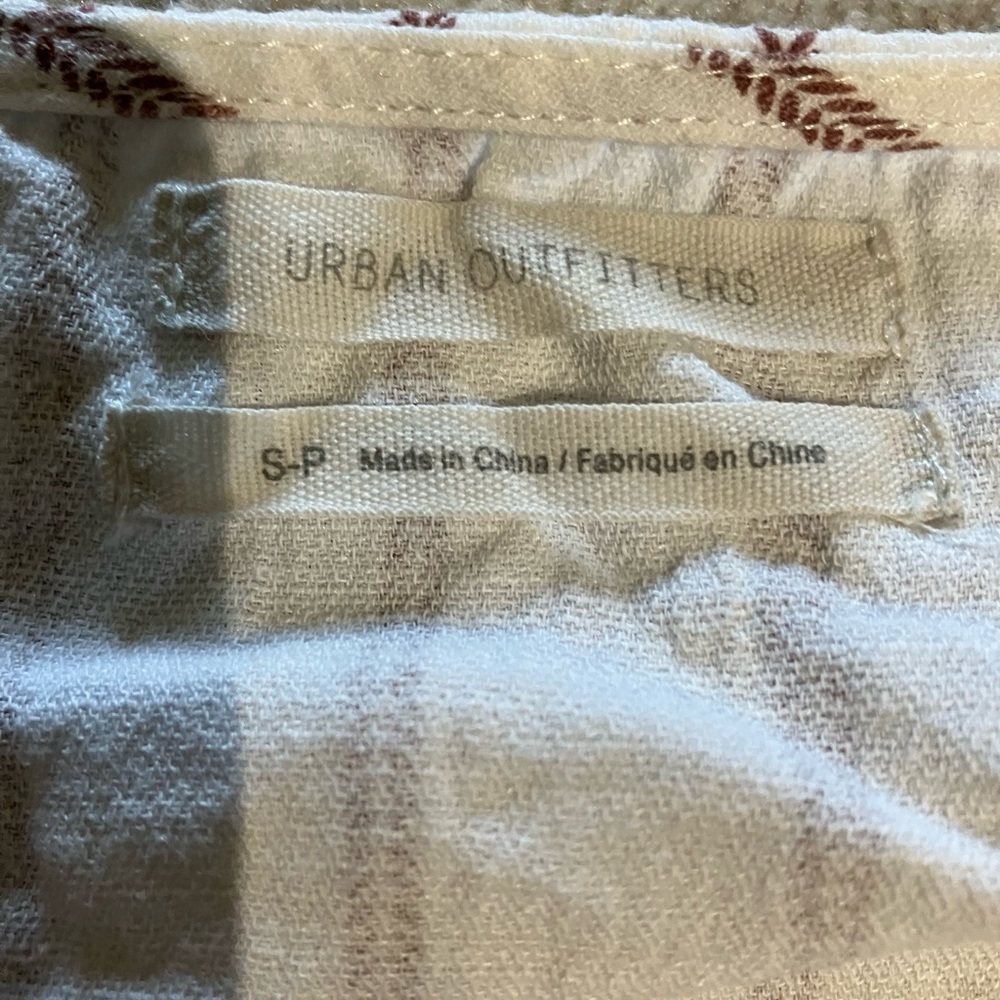 URBAN OUTFITTERS
S-P Made in China / Fabriqué en Chine